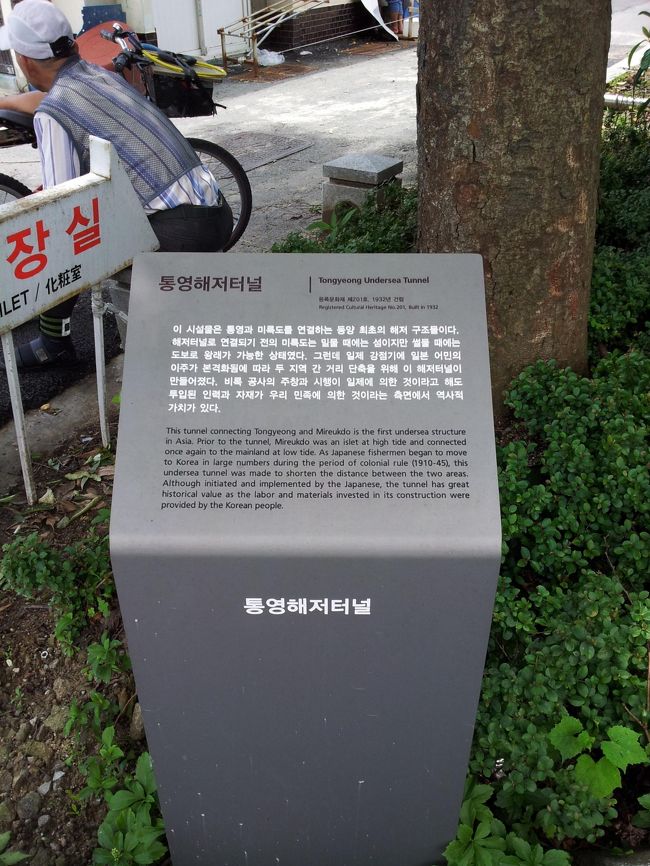 장실
ILET / 化粧室
통영해저터널
Tongyeong Undersea Tunnel
등록문화재 제201호, 1932년 건립
Registered Cultural Heritage No.201, Built in 1932
이 시설물은 통영과 미륵도를 연결하는 동양 최초의 해저 구조물이다.
해저터널로 연결되기 전의 미륵도는 밀물 때에는 섬이지만 썰물 때에는
도보로 왕래가 가능한 상태였다. 그런데 일제 강점기에 일본 어민의
이주가 본격화됨에 따라 두 지역 간 거리 단축을 위해 이 해저터널이
만들어졌다. 비록 공사의 주창과 시행이 일제에 의한 것이라고 해도
투입된 인력과 자재가 우리 민족에 의한 것이라는 측면에서 역사적
가치가 있다.
This tunnel connecting Tongyeong and Mireukdo is the first undersea structure
in Asia. Prior to the tunnel, Mireukdo was an islet at high tide and connected
once again to the mainland at low tide. As Japanese fishermen began to move
to Korea in large numbers during the period of colonial rule (1910-45), this
undersea tunnel was made to shorten the distance between the two areas.
Although initiated and implemented by the Japanese, the tunnel has great
historical value as the labor and materials invested in its construction were
provided by the Korean people.
통영해저터널